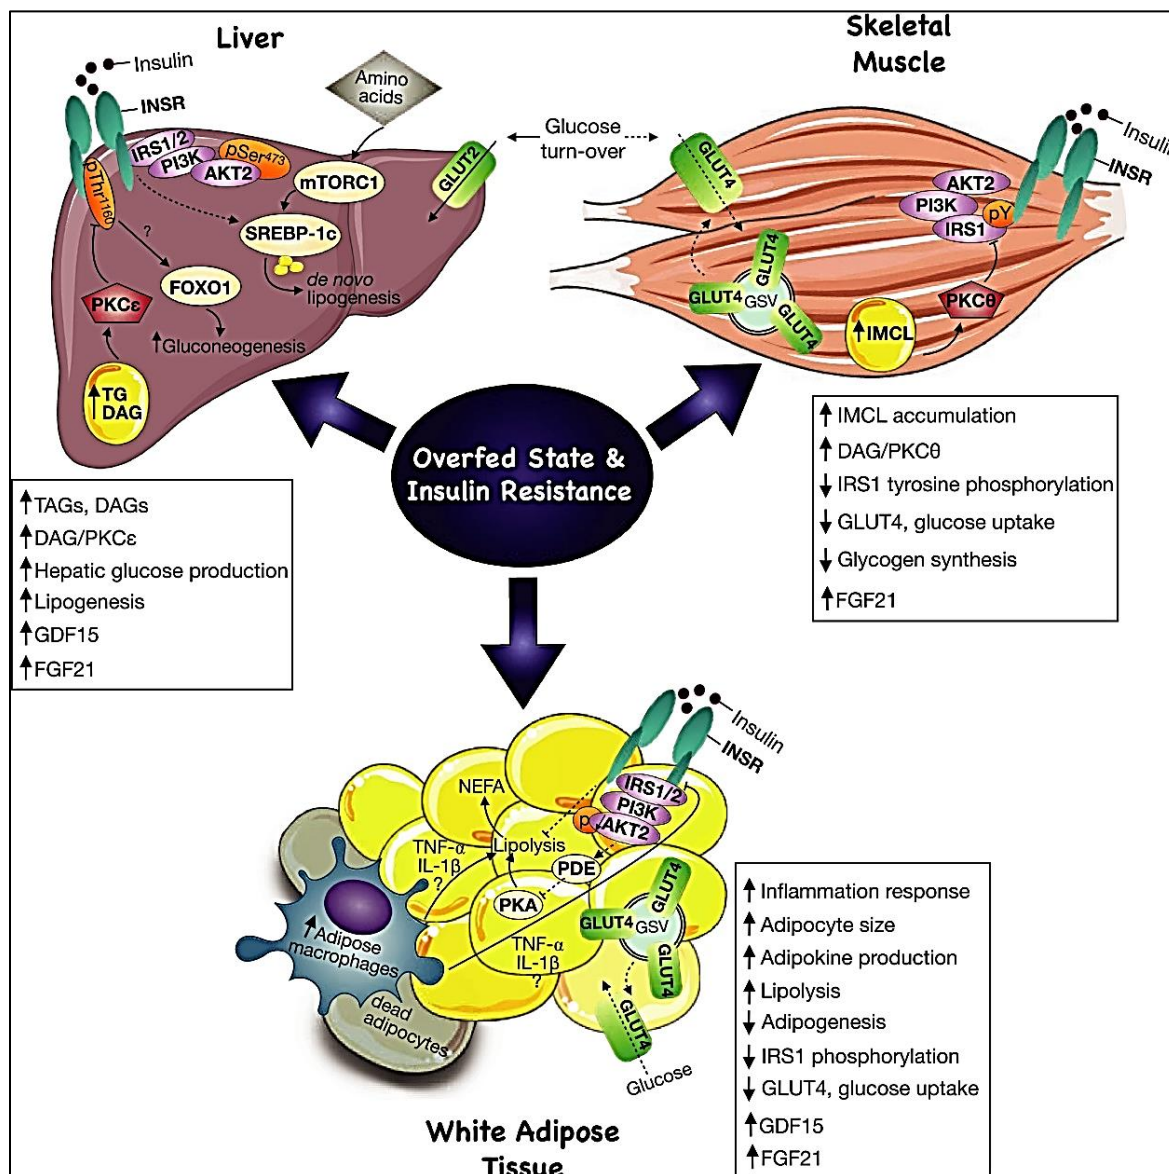 Liver
Insulin
INSR
Amino
acids
IRS1/2
PI3K
AKT2
pSer473
pThr1160
mTORC1
SREBP-1c
de novo
lipogenesis
?
FOXO1
PKCε
↑Gluconeogenesis
↑TG
DAG
GLUT2
Glucose
turn-over
Skeletal
Muscle
Insulin
INSR
GLUT4
AKT2
PI3K
pY
IRS1
GLUT4
GLUT4
GSV
GLUT4
↑IMCL
PKCθ
Overfed State &
Insulin Resistance
↑TAGs, DAGs
↑DAG/PKCε
↑Hepatic glucose production
↑Lipogenesis
↑GDF15
↑FGF21
↑IMCL accumulation
↑DAG/PKCθ
↓IRS1 tyrosine phosphorylation
↓GLUT4, glucose uptake
↓Glycogen synthesis
↑FGF21
Insulin
INSR
IRS1/2
PI3K
p
AKT2
NEFA
Lipolysis
TNF-α
IL-1β
?
PDE
PKA
TNF-α
IL-1β
?
↑Adipose
macrophages
dead
adipocytes
GLUT4
GLUT4
GSV
GLUT4
GLUT4
Glucose
White Adipose
Tissue
↑Inflammation response
↑Adipocyte size
↑Adipokine production
↑Lipolysis
↓Adipogenesis
↓IRS1 phosphorylation
↓GLUT4, glucose uptake
↑GDF15
↑FGF21